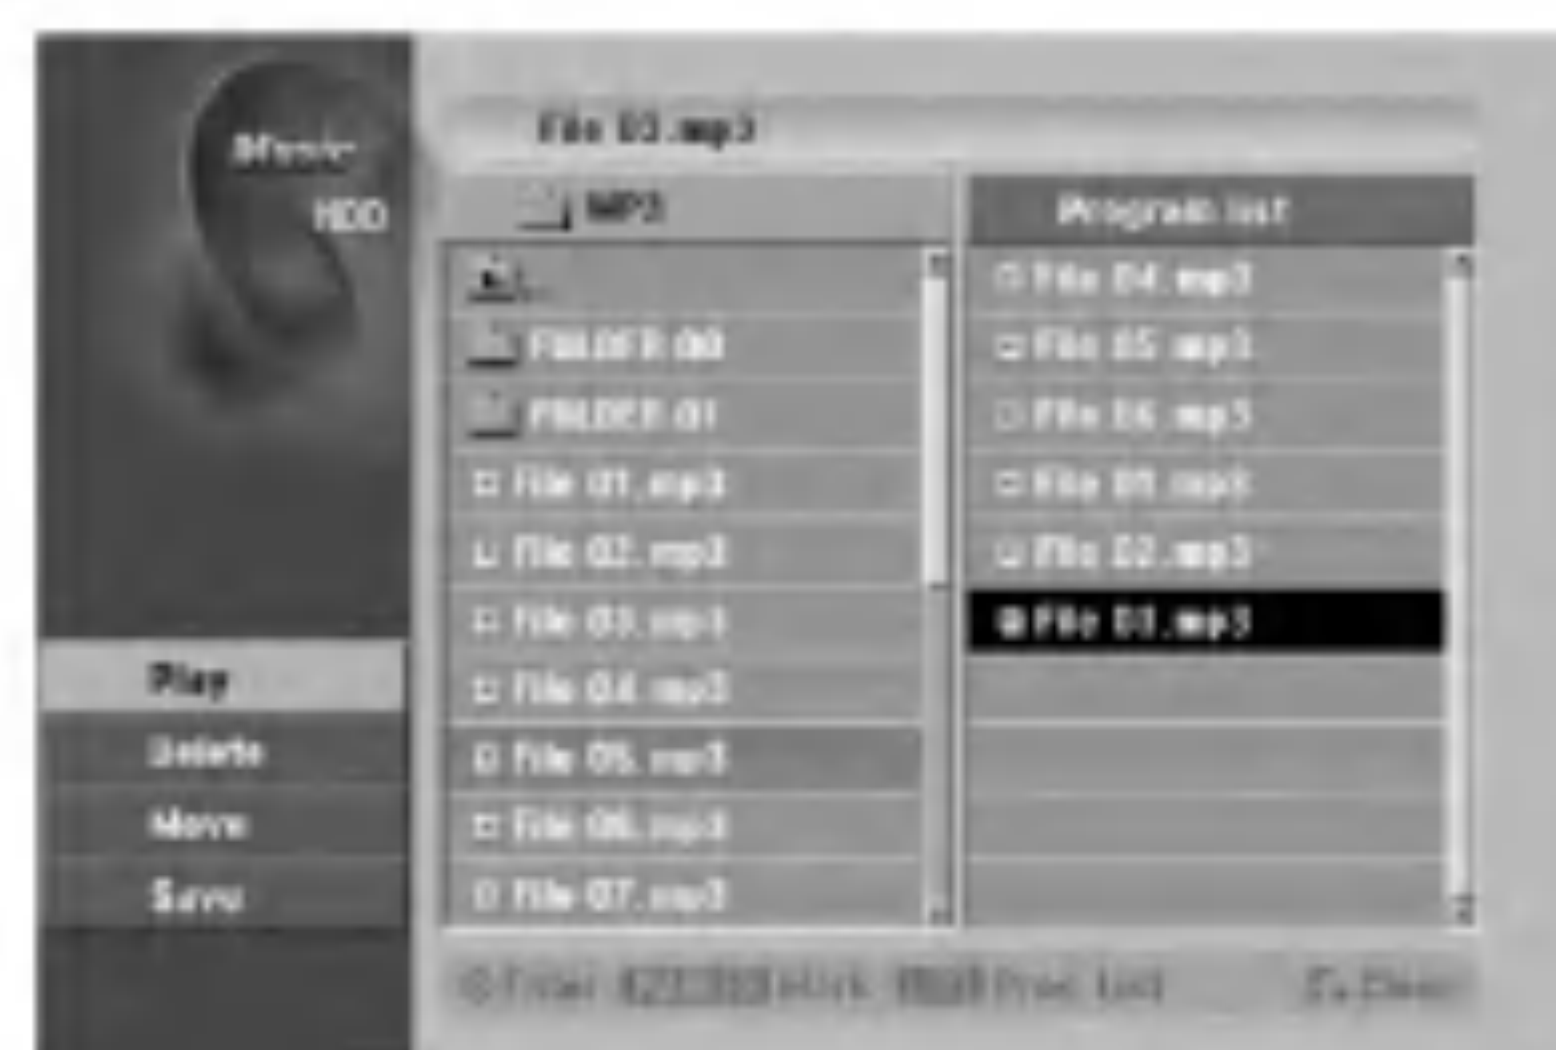 Music
HDD
File 03.mp3
MP3
Program list
..
FOLDER 00
FOLDER 01
File 01.mp3
File 02.mp3
File 03.mp3
File 04.mp3
File 05.mp3
File 06.mp3
File 07.mp3
File 04.mp3
File 05.mp3
File 06.mp3
File 01.mp3
File 02.mp3
File 03.mp3
Play
Delete
Move
Save
Prog List